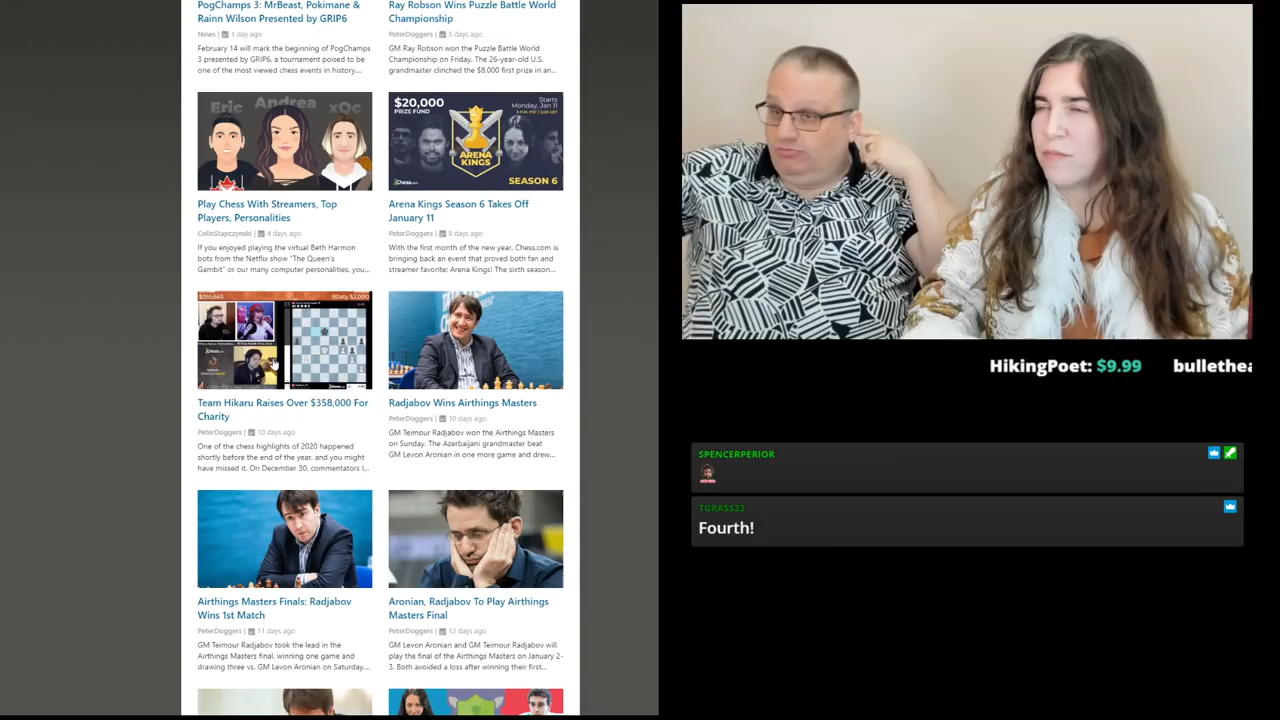 PogChamps 3: MrBeast, Pokimane &
Rainn Wilson Presented by GRIP6
News | 1 day ago
February 14 will mark the beginning of PogChamps
3 presented by GRIP6, a tournament poised to be
one of the most viewed chess events in history....
Ray Robson Wins Puzzle Battle World
Championship
PeterDoggers | 5 days ago
GM Ray Robson won the Puzzle Battle World
Championship on Friday. The 26-year-old U.S.
grandmaster clinched the $8.000 first prize in an...
Eric Andrea xQc
Play Chess With Streamers, Top
Players, Personalities
ColinStapczynski | 4 days ago
If you enjoyed playing the virtual Beth Harmon
bots from the Netflix show "The Queen's
Gambit" or our many computer personalities, you...
$20,000
PRIZE FUND
Starts
Monday, Jan 11
ARENA
KINGS
Chess.com
SEASON 6
Arena Kings Season 6 Takes Off
January 11
PeterDoggers | 9 days ago
With the first month of the new year, Chess.com is
bringing back an event that proved both fan and
streamer favorite: Arena Kings! The sixth season...
Team Hikaru Raises Over $358,000 For
Charity
PeterDoggers | 10 days ago
One of the chess highlights of 2020 happened
shortly before the end of the year, and you might
have missed it. On December 30, commentators I...
Radjabov Wins Airthings Masters
PeterDoggers | 10 days ago
GM Teimour Radjabov won the Airthings Masters
on Sunday. The Azerbaijani grandmaster beat
GM Levon Aronian in one more game and drew...
Airthings Masters Finals: Radjabov
Wins 1st Match
PeterDoggers | 11 days ago
GM Teimour Radjabov took the lead in the
Airthings Masters final, winning one game and
drawing three vs. GM Levon Aronian on Saturday....
Aronian, Radjabov To Play Airthings
Masters Final
PeterDoggers | 12 days ago
GM Levon Aronian and GM Teimour Radjabov will
play the final of the Airthings Masters on January 2-
3. Both avoided a loss after winning their first...
HikingPoet: $9.99 bullethea
SPENCERPERIOR
TGRASS23
Fourth!